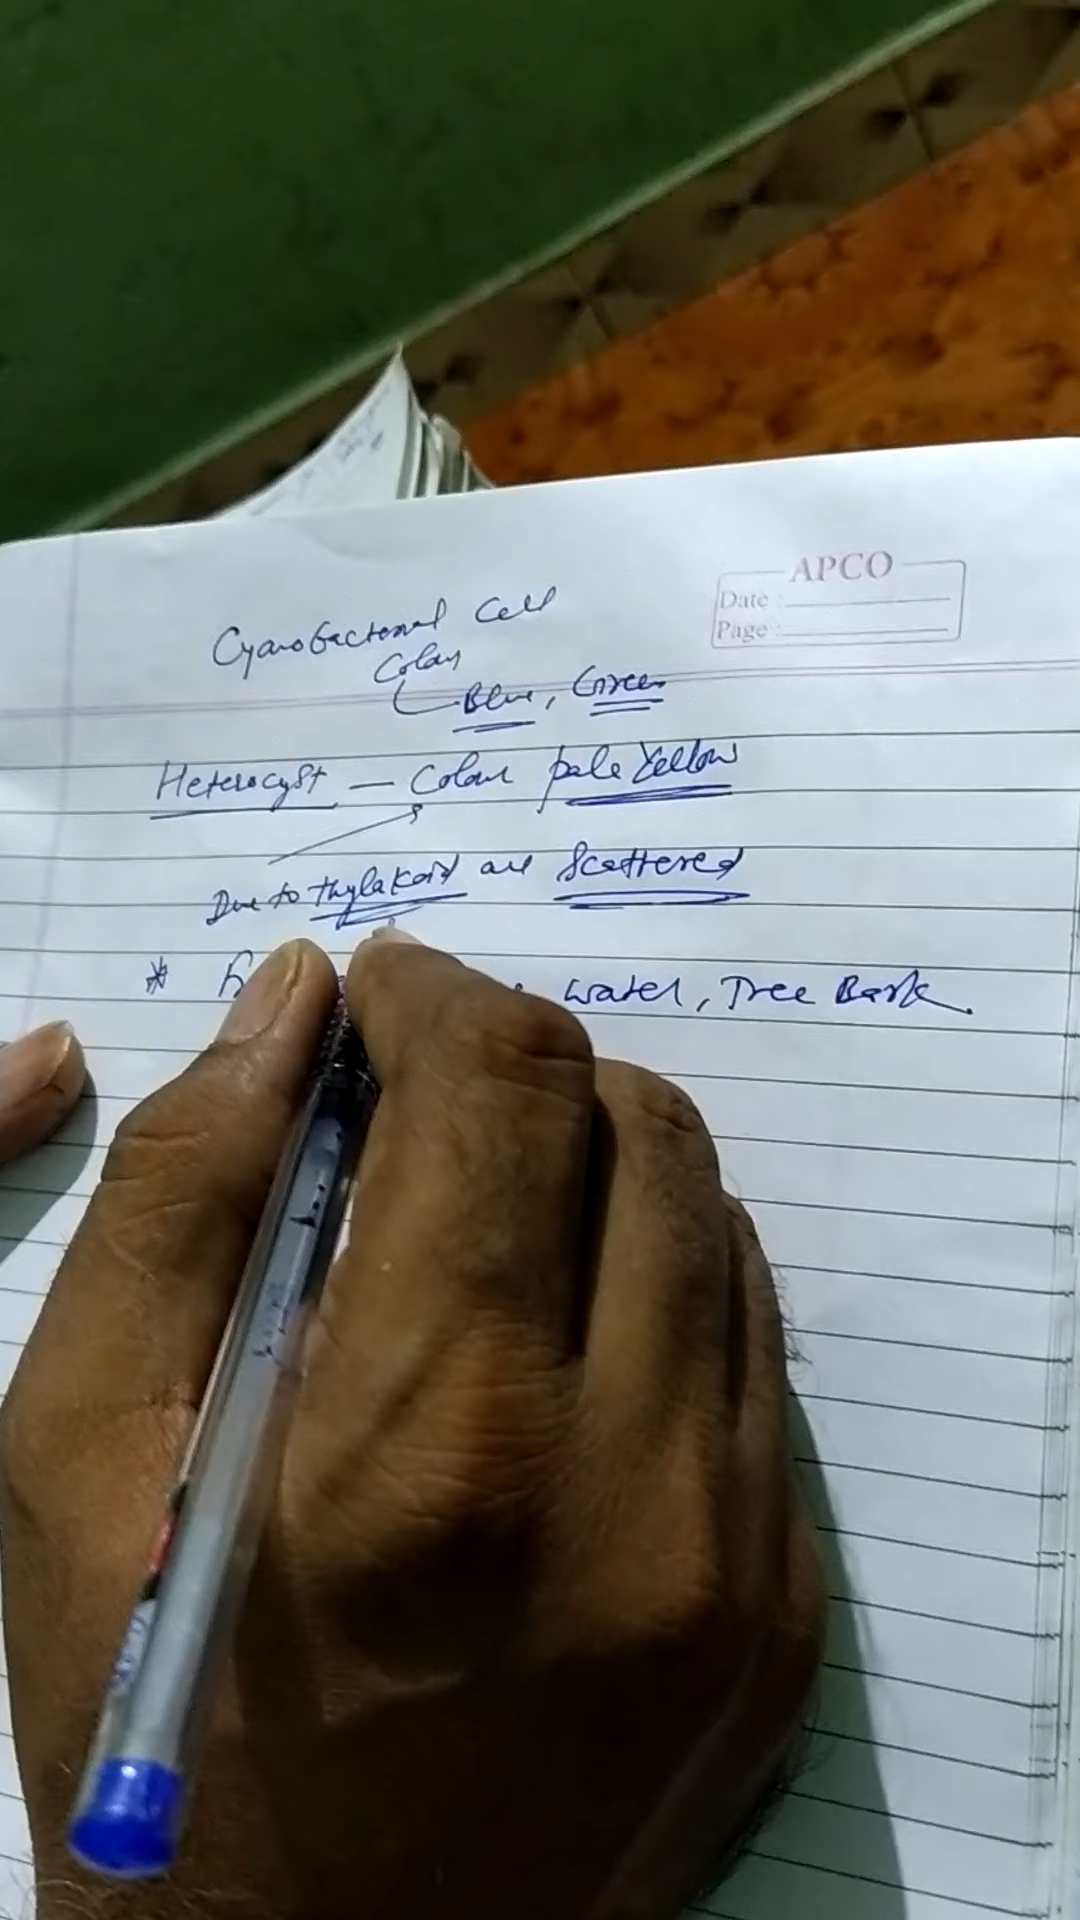 APCO
Date :
Page :
Cyanobacterial Cell
Colour
Blue, Green
Heterocyst — Colour pale Yellow
Due to thylakoid are Scattered
* water, Tree Bark